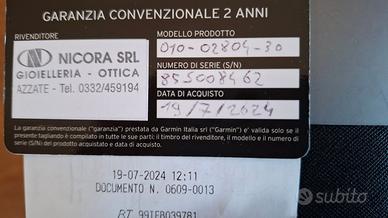 GARANZIA CONVENZIONALE 2 ANNI
RIVENDITORE
NICORA SRL
GIOIELLERIA - OTTICA
AZZATE - Tel. 0332/459194
MODELLO PRODOTTO
010-02804-30
NUMERO DI SERIE (S/N)
855008462
DATA DI ACQUISTO
19/7/2024
La garanzia convenzionale ("garanzia") prestata da Garmin Italia srl ("Garmin") e' valida solo se il
presente tagliando è compilato in tutte le sue parti: il timbro del rivenditore, il modello e il numero di
serie (S/N) del prodotto acquistato e data di acquisto.
19-07-2024 12:11
DOCUMENTO N. 0609-0013
RT 99IEB039781
subito